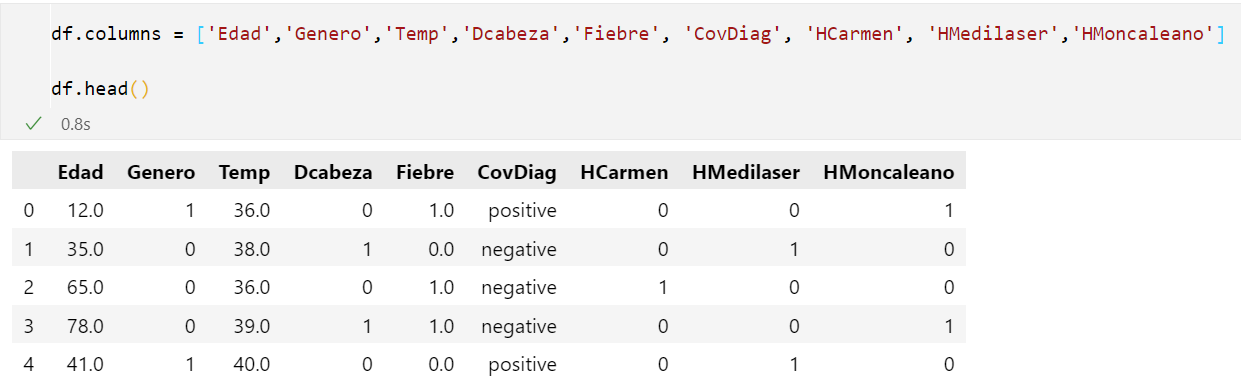 df.columns = ['Edad','Genero','Temp','Dcabeza','Fiebre', 'CovDiag', 'HCarmen', 'HMedilaser','HMoncaleano']
df.head()
0.8s
Edad Genero Temp Dcabeza Fiebre CovDiag HCarmen HMedilaser HMoncaleano
0 12.0 1 36.0 0 1.0 positive 0 0 1
1 35.0 0 38.0 1 0.0 negative 0 1 0
2 65.0 0 36.0 0 1.0 negative 1 0 0
3 78.0 0 39.0 1 1.0 negative 0 0 1
4 41.0 1 40.0 0 0.0 positive 0 1 0